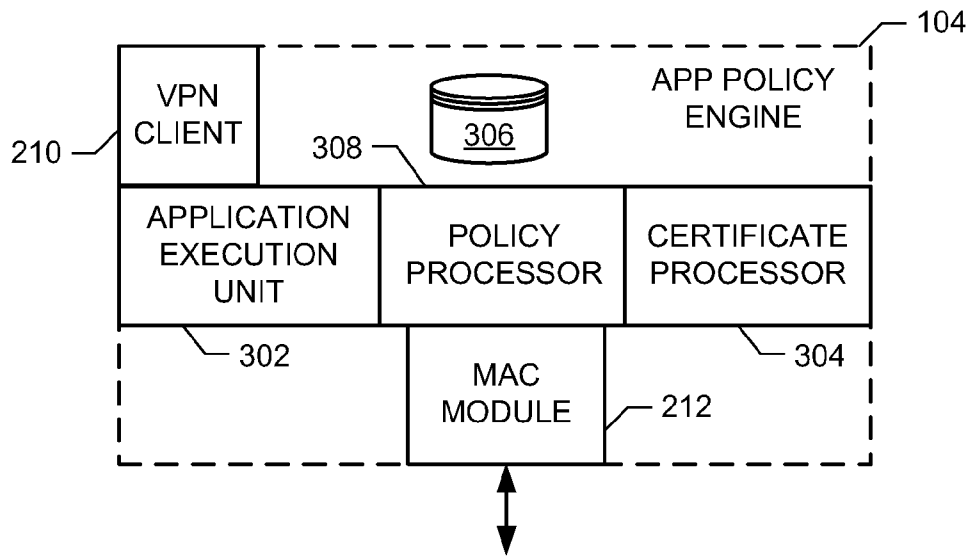 104
VPN
CLIENT
APP POLICY
ENGINE
306
210
308
APPLICATION
EXECUTION
UNIT
POLICY
PROCESSOR
CERTIFICATE
PROCESSOR
302
304
MAC
MODULE
212